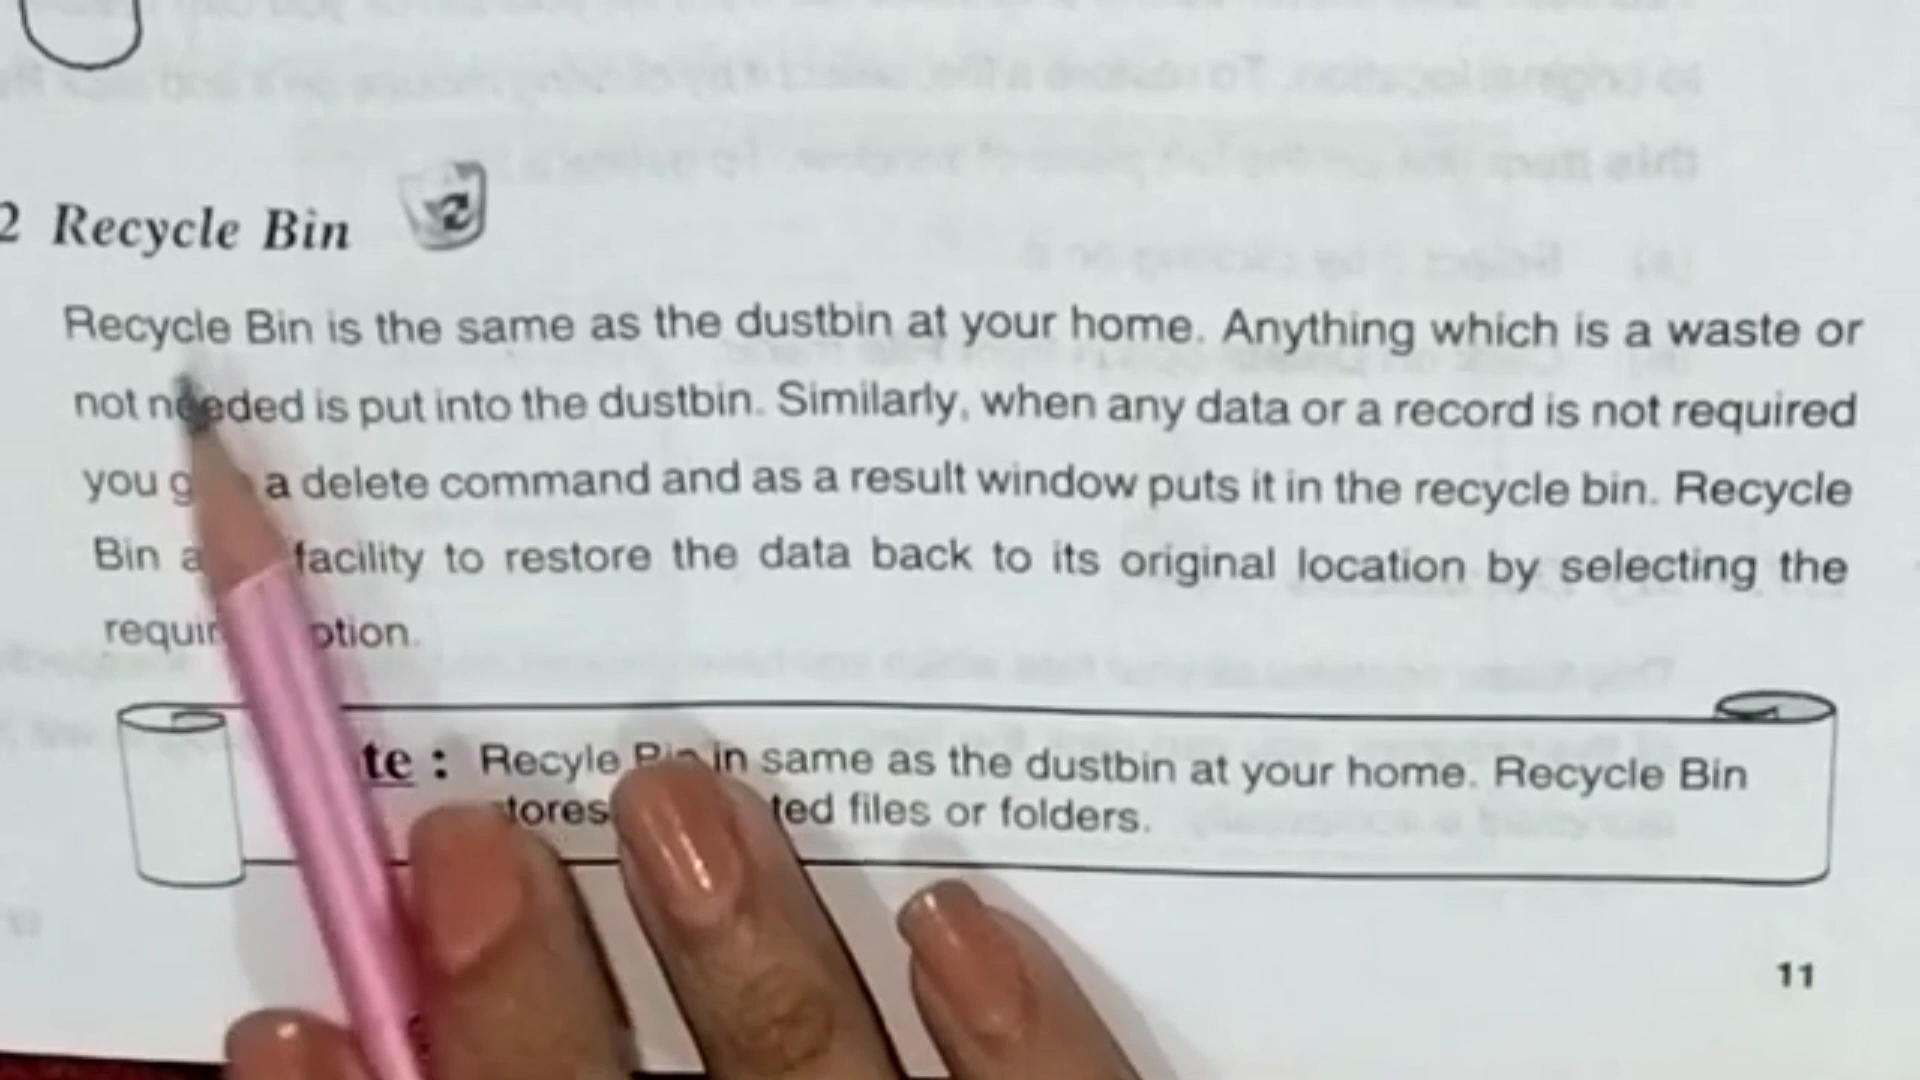 2 Recycle Bin
Recycle Bin is the same as the dustbin at your home. Anything which is a waste or
not needed is put into the dustbin. Similarly, when any data or a record is not required
you a delete command and as a result window puts it in the recycle bin. Recycle
Bin facility to restore the data back to its original location by selecting the
te : Recyle Bin in same as the dustbin at your home. Recycle Bin
files or folders.
11